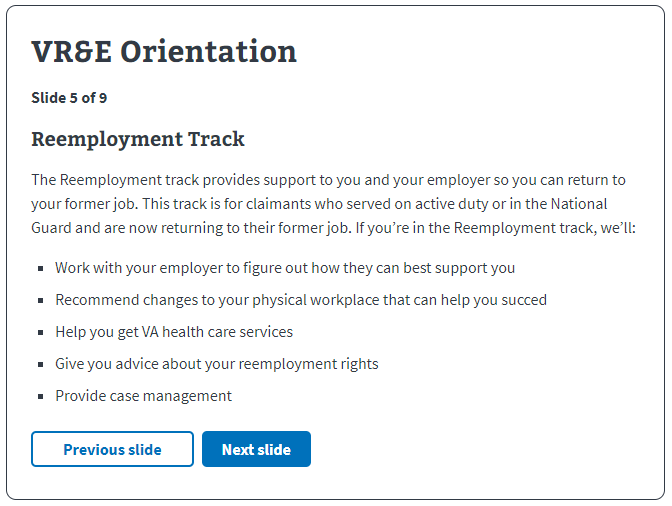 VR&E Orientation
Slide 5 of 9
Reemployment Track
The Reemployment track provides support to you and your employer so you can return to
your former job. This track is for claimants who served on active duty or in the National
Guard and are now returning to their former job. If you’re in the Reemployment track, we’ll:
Work with your employer to figure out how they can best support you
Recommend changes to your physical workplace that can help you succed
Help you get VA health care services
Give you advice about your reemployment rights
Provide case management
Previous slide Next slide